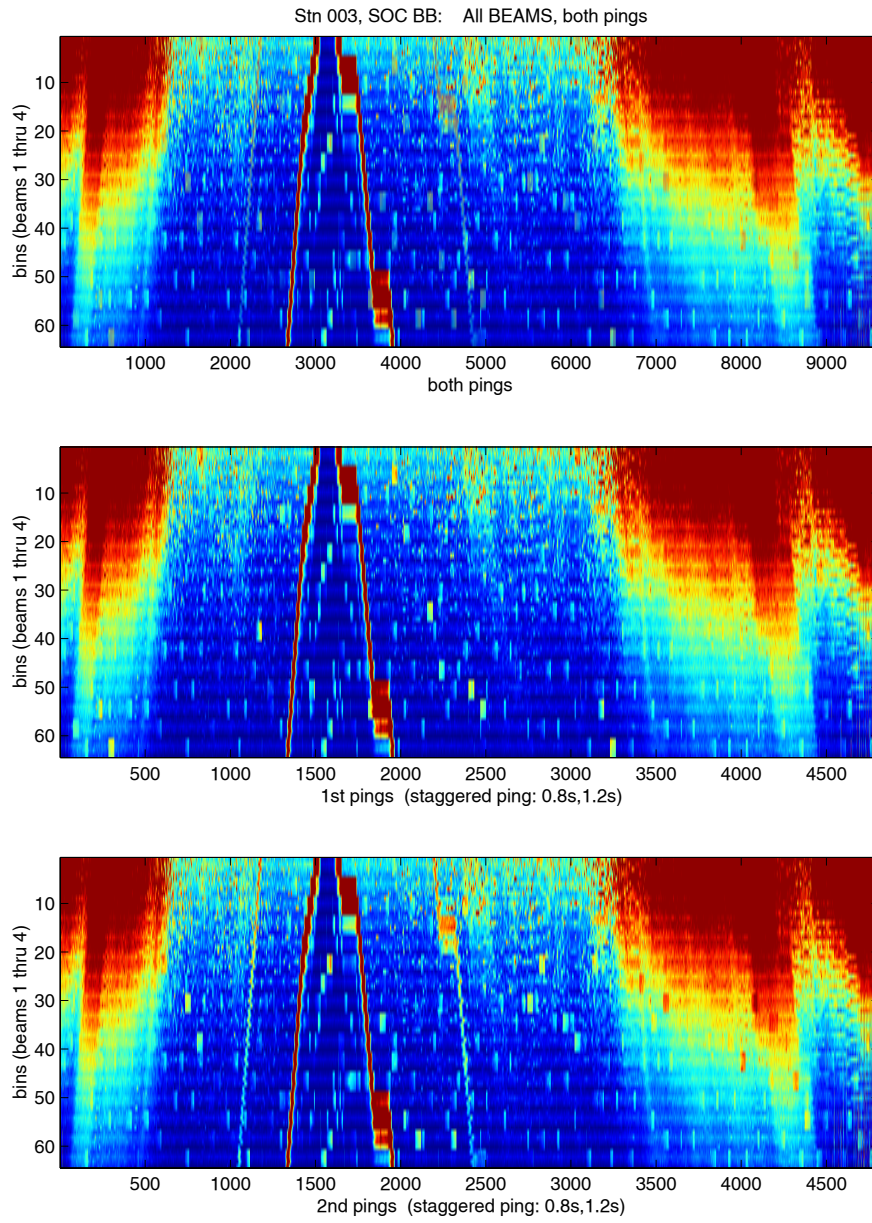 Stn 003, SOC BB:    All BEAMS, both pings
10
20
30
40
50
60
bins (beams 1 thru 4)
1000 2000 3000 4000 5000 6000 7000 8000 9000
both pings
10
20
30
40
50
60
bins (beams 1 thru 4)
500 1000 1500 2000 2500 3000 3500 4000 4500
1st pings  (staggered ping: 0.8s,1.2s)
10
20
30
40
50
60
bins (beams 1 thru 4)
500 1000 1500 2000 2500 3000 3500 4000 4500
2nd pings  (staggered ping: 0.8s,1.2s)